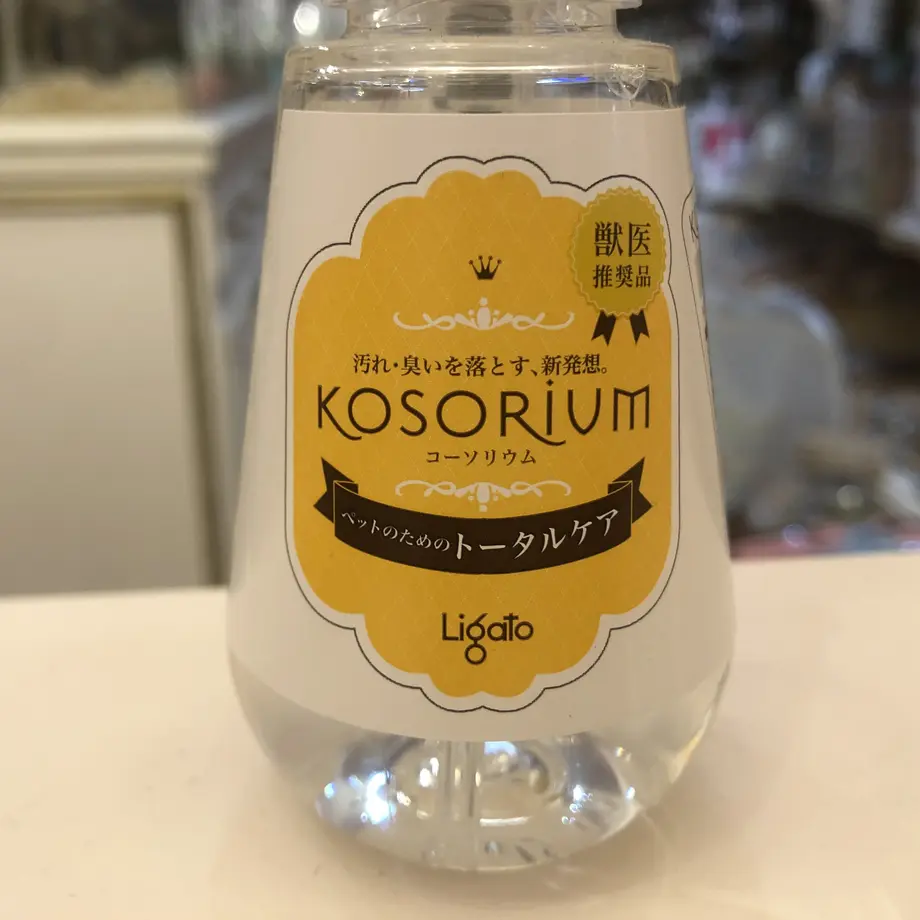 獣医
推奨品
汚れ・臭いを落とす、新発想。
KOSORiUM
コーソリウム
ペットのためのトータルケア
Ligato